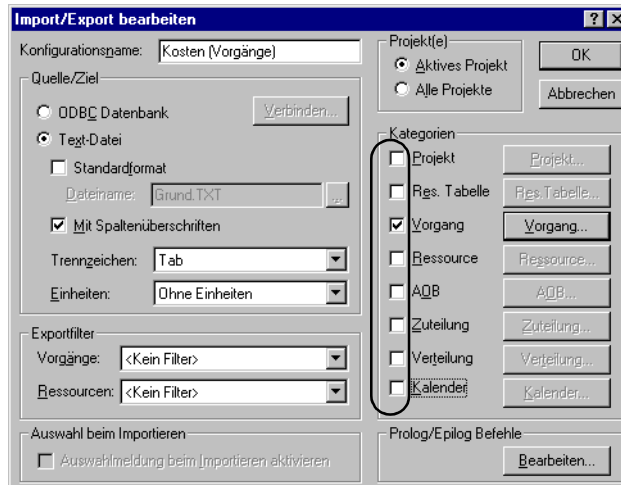 Import/Export bearbeiten
Konfigurationsname: Kosten (Vorgänge)
Quelle/Ziel
ODBC Datenbank Verbinden...
Text-Datei
Standardformat
Dateiname: Grund.TXT ...
Mit Spaltenüberschriften
Trennzeichen: Tab
Einheiten: Ohne Einheiten
Exportfilter
Vorgänge: <Kein Filter>
Ressourcen: <Kein Filter>
Auswahl beim Importieren
Auswahlmeldung beim Importieren aktivieren
Projekt(e)
Aktives Projekt
Alle Projekte
OK
Abbrechen
Kategorien
Projekt Projekt...
Res. Tabelle Res.Tabelle...
Vorgang Vorgang...
Ressource Ressource...
AOB AOB...
Zuteilung Zuteilung...
Verteilung Verteilung...
Kalender Kalender...
Prolog/Epilog Befehle
Bearbeiten...